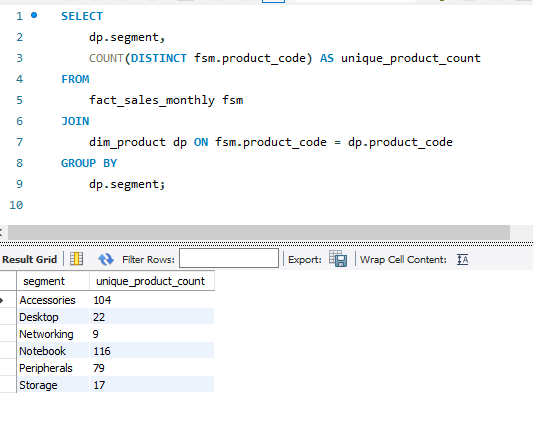 1 SELECT
2 dp.segment,
3 COUNT(DISTINCT fsm.product_code) AS unique_product_count
4 FROM
5 fact_sales_monthly fsm
6 JOIN
7 dim_product dp ON fsm.product_code = dp.product_code
8 GROUP BY
9 dp.segment;
10
Result Grid Filter Rows: Export: Wrap Cell Content:
segment unique_product_count
Accessories 104
Desktop 22
Networking 9
Notebook 116
Peripherals 79
Storage 17